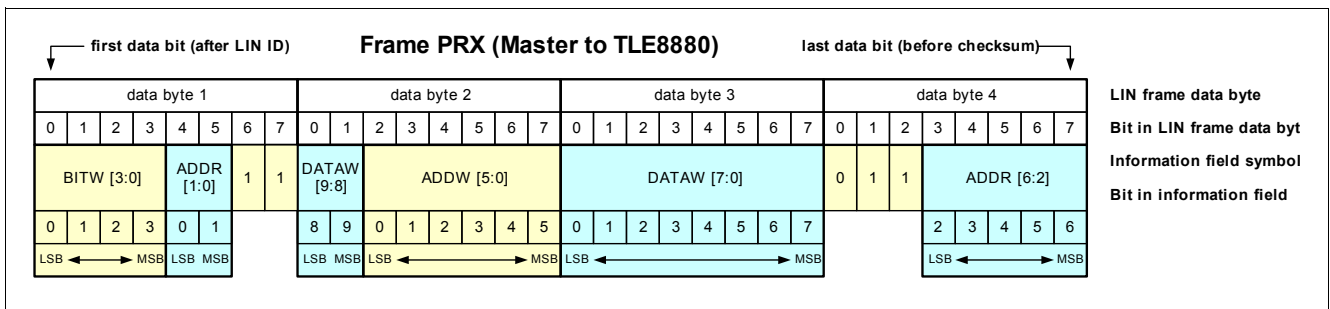 first data bit (after LIN ID) Frame PRX (Master to TLE8880) last data bit (before checksum)
data byte 1 data byte 2 data byte 3 data byte 4 LIN frame data byte
0 1 2 3 4 5 6 7 0 1 2 3 4 5 6 7 0 1 2 3 4 5 6 7 0 1 2 3 4 5 6 7 Bit in LIN frame data byt
BITW [3:0] ADDR [1:0] 1 1 DATAW [9:8] ADDW [5:0] DATAW [7:0] 0 1 1 ADDR [6:2] Information field symbol
Bit in information field
0 1 2 3 0 1 8 9 0 1 2 3 4 5 0 1 2 3 4 5 6 7 2 3 4 5 6
LSB MSB LSB MSB LSB MSB LSB MSB LSB MSB LSB MSB